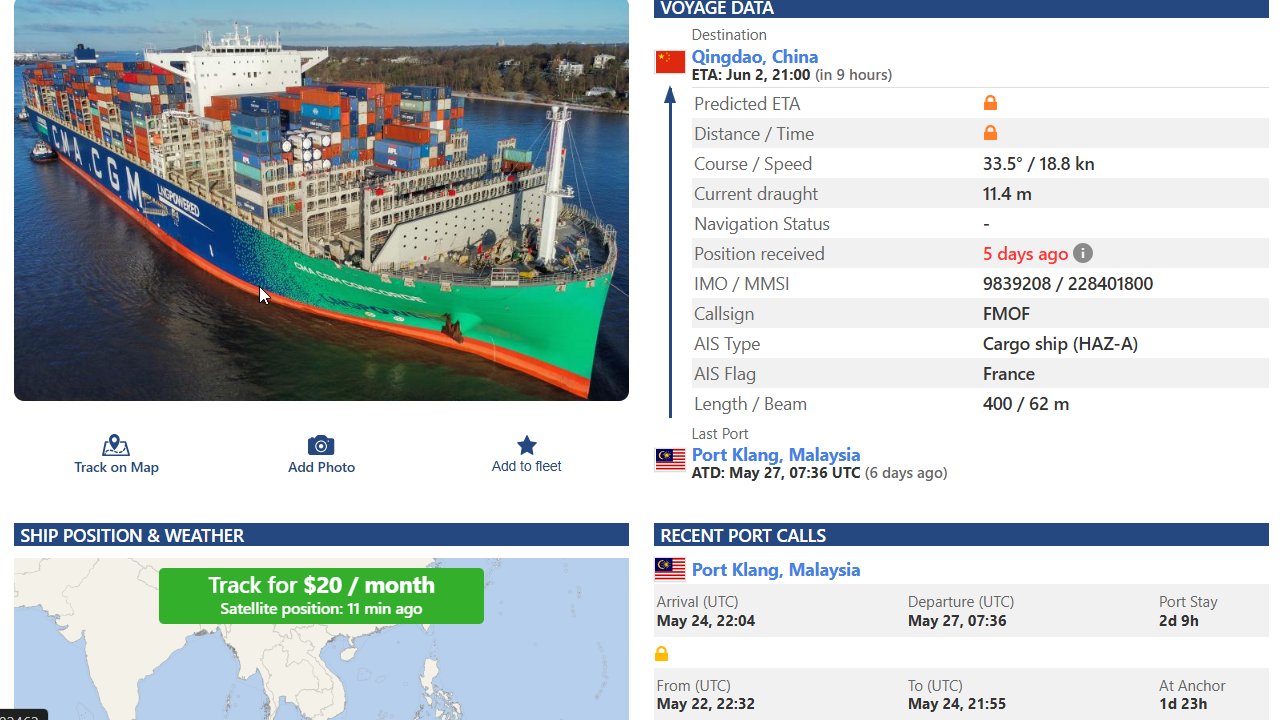 CMA CGM
LNGPOWERED
CMA CGM CONCORDE
APL
Track on Map
Add Photo
Add to fleet
SHIP POSITION & WEATHER
Track for $20 / month
Satellite position: 11 min ago
VOYAGE DATA
Destination
Qingdao, China
ETA: Jun 2, 21:00 (in 9 hours)
Predicted ETA
Distance / Time
Course / Speed 33.5° / 18.8 kn
Current draught 11.4 m
Navigation Status -
Position received 5 days ago i
IMO / MMSI 9839208 / 228401800
Callsign FMOF
AIS Type Cargo ship (HAZ-A)
AIS Flag France
Length / Beam 400 / 62 m
Last Port
Port Klang, Malaysia
ATD: May 27, 07:36 UTC (6 days ago)
RECENT PORT CALLS
Port Klang, Malaysia
Arrival (UTC) Departure (UTC) Port Stay
May 24, 22:04 May 27, 07:36 2d 9h
From (UTC) To (UTC) At Anchor
May 22, 22:32 May 24, 21:55 1d 23h